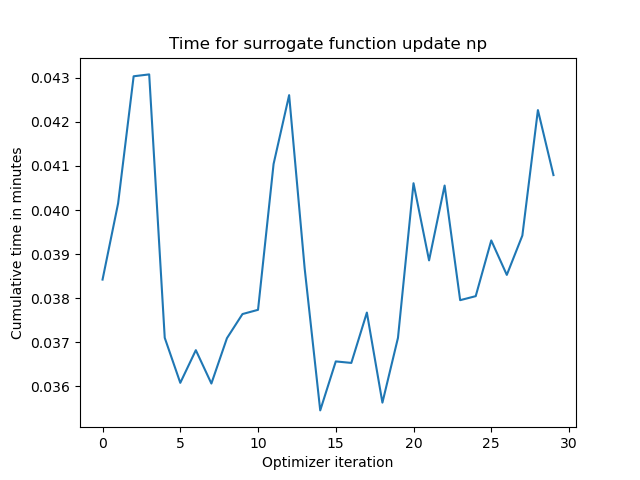 Time for surrogate function update np
Cumulative time in minutes
0.043
0.042
0.041
0.040
0.039
0.038
0.037
0.036
0 5 10 15 20 25 30
Optimizer iteration